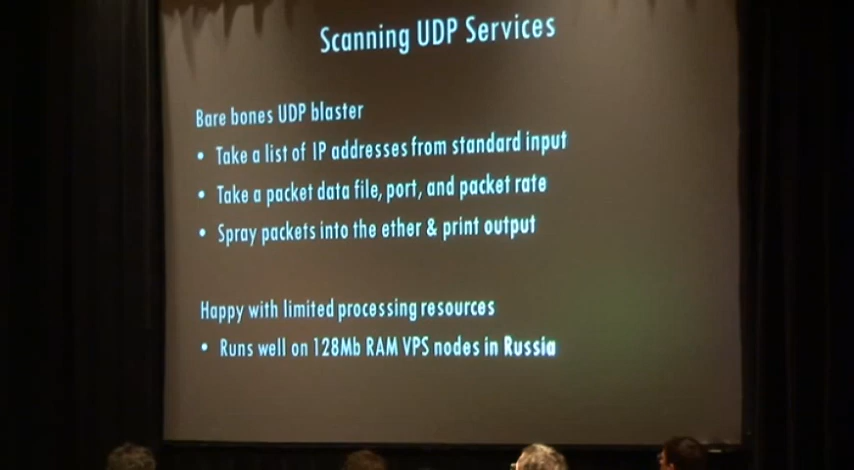 Scanning UDP Services
Bare bones UDP blaster
• Take a list of IP addresses from standard input
• Take a packet data file, port, and packet rate
• Spray packets into the ether & print output
Happy with limited processing resources
• Runs well on 128Mb RAM VPS nodes in Russia